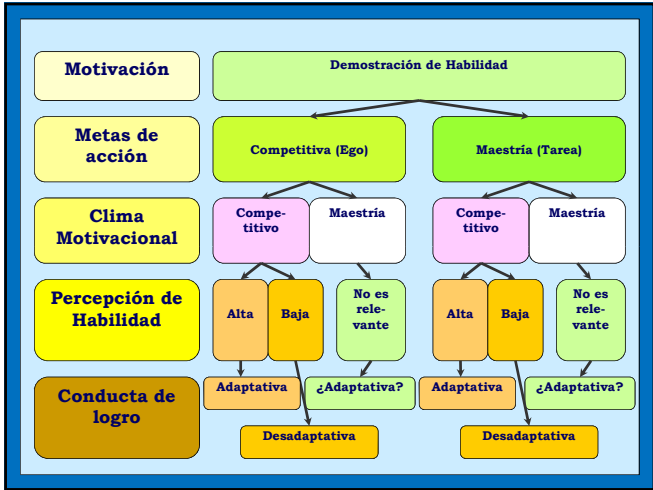 Motivación
Demostración de Habilidad
Metas de
acción
Competitiva (Ego)
Maestría (Tarea)
Clima
Motivacional
Compe-
titivo
Maestría
Compe-
titivo
Maestría
Percepción de
Habilidad
Alta
Baja
No es
rele-
vante
Alta
Baja
No es
rele-
vante
Conducta de
logro
Adaptativa
¿Adaptativa?
Adaptativa
¿Adaptativa?
Desadaptativa
Desadaptativa